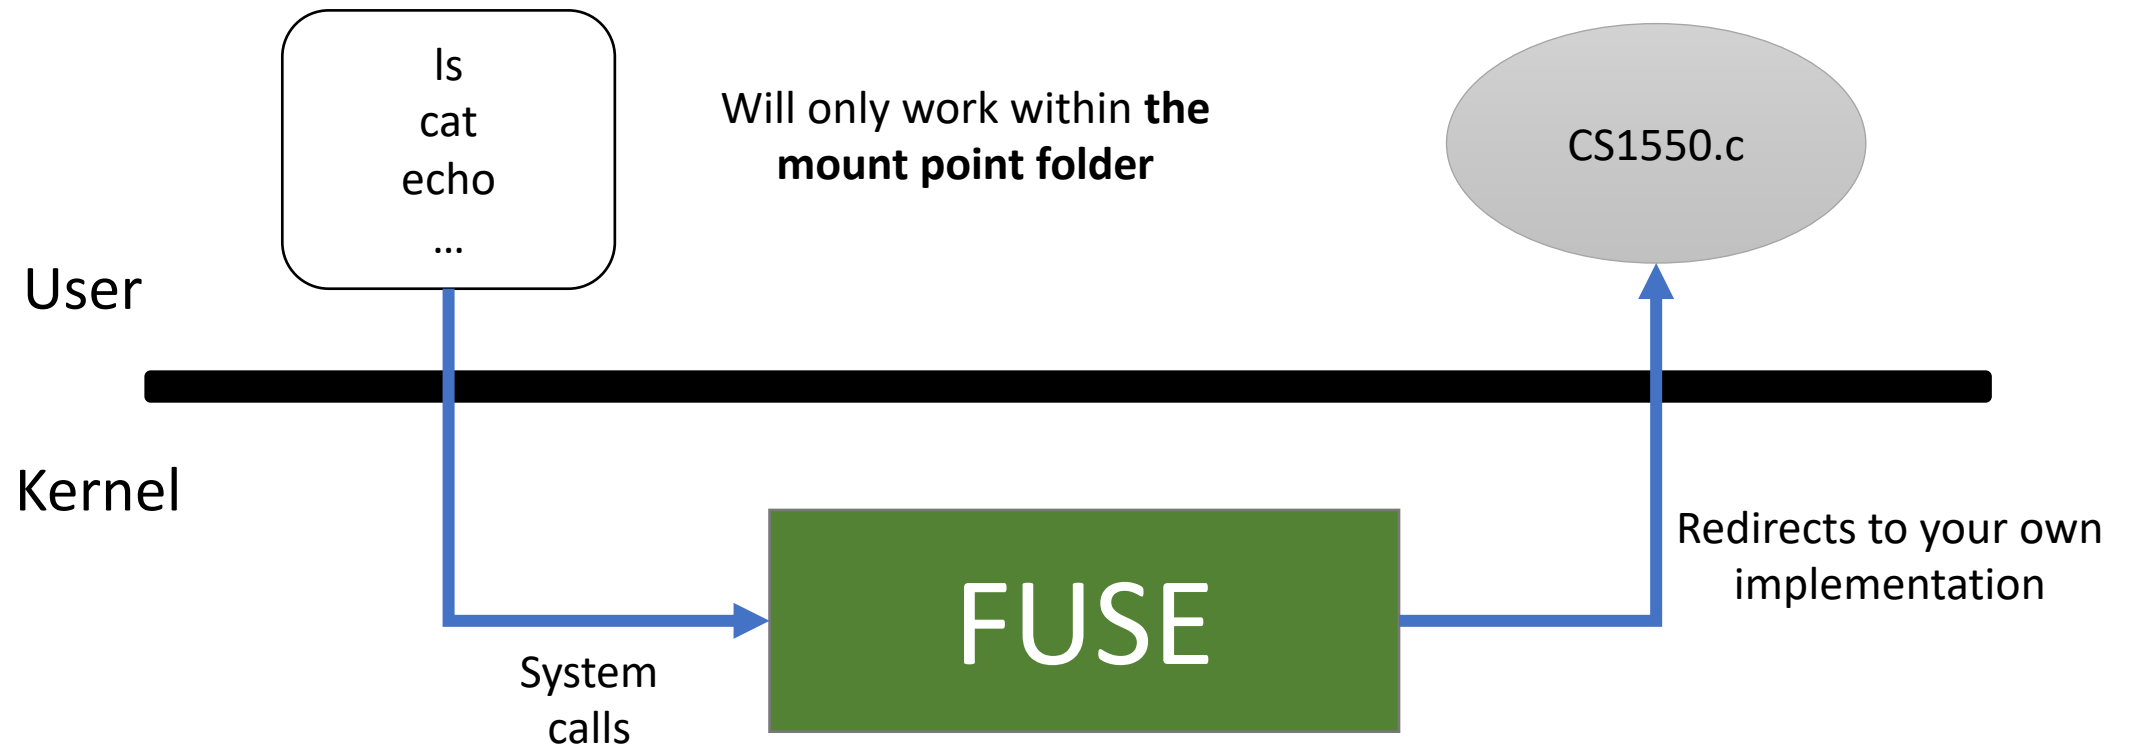 ls
cat
echo
...
Will only work within the
mount point folder
CS1550.c
User
Kernel
FUSE
System
calls
Redirects to your own
implementation